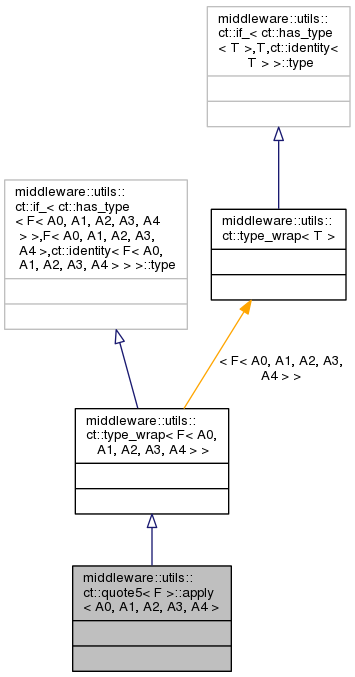 middleware::utils::
ct::if_< ct::has_type
< T >,T,ct::identity<
T > >::type
middleware::utils::
ct::if_< ct::has_type
< F< A0, A1, A2, A3, A4
> >,F< A0, A1, A2, A3,
A4 >,ct::identity< F< A0,
A1, A2, A3, A4 > > >::type
middleware::utils::
ct::type_wrap< T >
< F< A0, A1, A2, A3,
A4 > >
middleware::utils::
ct::type_wrap< F< A0,
A1, A2, A3, A4 > >
middleware::utils::
ct::quote5< F >::apply
< A0, A1, A2, A3, A4 >